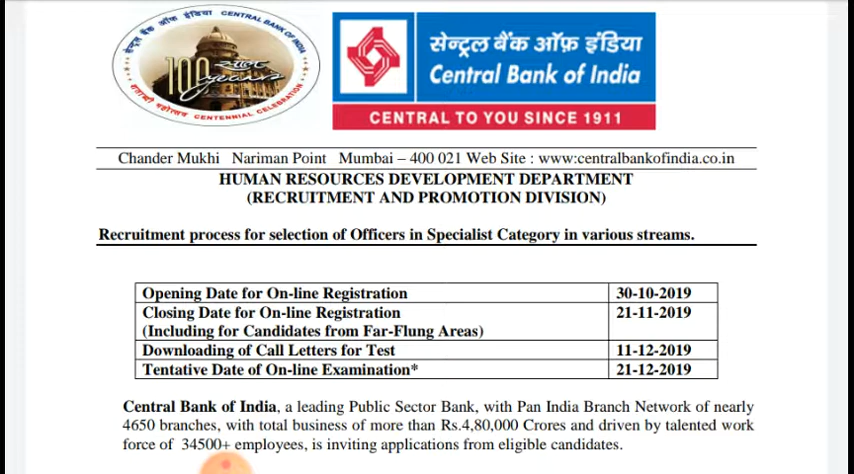 सेन्ट्रल बैंक ऑफ इंडिया CENTRAL BANK OF INDIA
100 साल
years
शताब्दी महोत्सव CENTENNIAL CELEBRATION
सेन्ट्रल बैंक ऑफ़ इंडिया
Central Bank of India
CENTRAL TO YOU SINCE 1911
Chander Mukhi Nariman Point Mumbai – 400 021 Web Site : www:centralbankofindia.co.in
HUMAN RESOURCES DEVELOPMENT DEPARTMENT
(RECRUITMENT AND PROMOTION DIVISION)
Recruitment process for selection of Officers in Specialist Category in various streams.
Opening Date for On-line Registration 30-10-2019
Closing Date for On-line Registration 21-11-2019
(Including for Candidates from Far-Flung Areas)
Downloading of Call Letters for Test 11-12-2019
Tentative Date of On-line Examination* 21-12-2019
Central Bank of India, a leading Public Sector Bank, with Pan India Branch Network of nearly
4650 branches, with total business of more than Rs.4,80,000 Crores and driven by talented work
force of 34500+ employees, is inviting applications from eligible candidates.